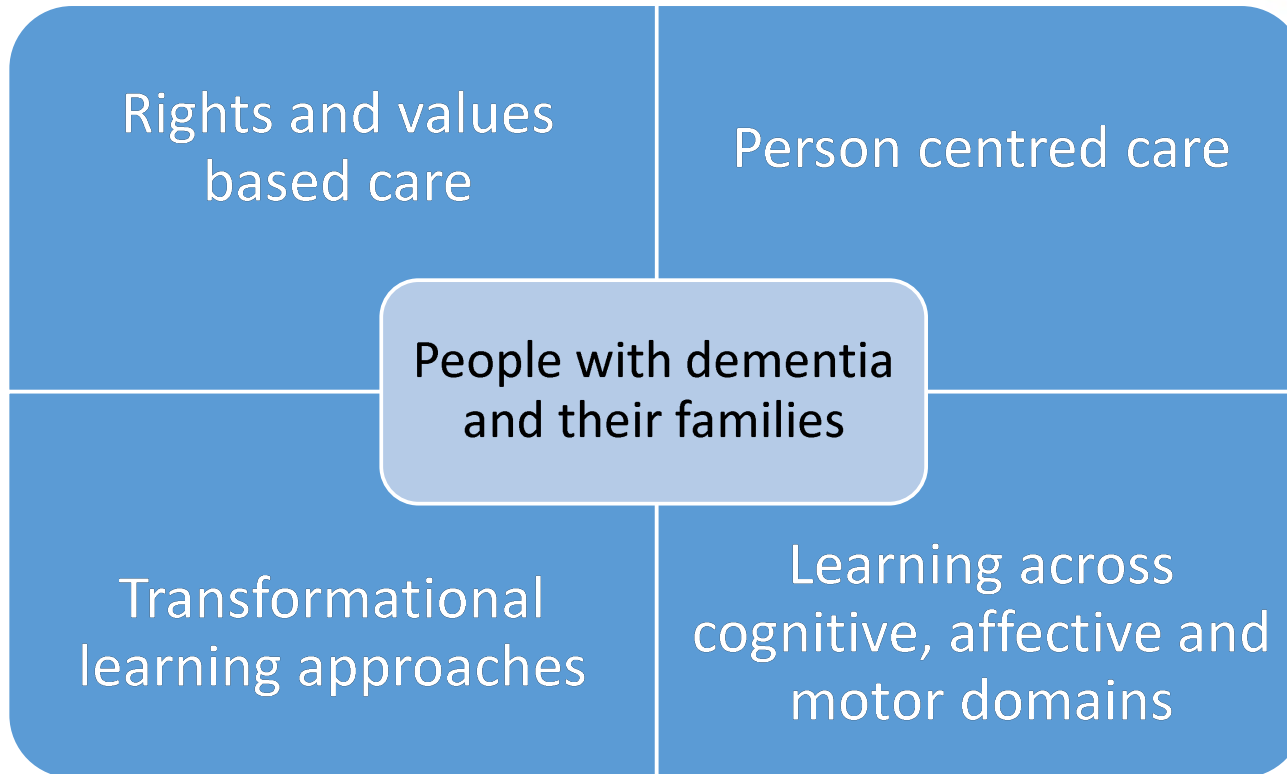 Rights and values
based care
Person centred care
People with dementia
and their families
Transformational
learning approaches
Learning across
cognitive, affective and
motor domains